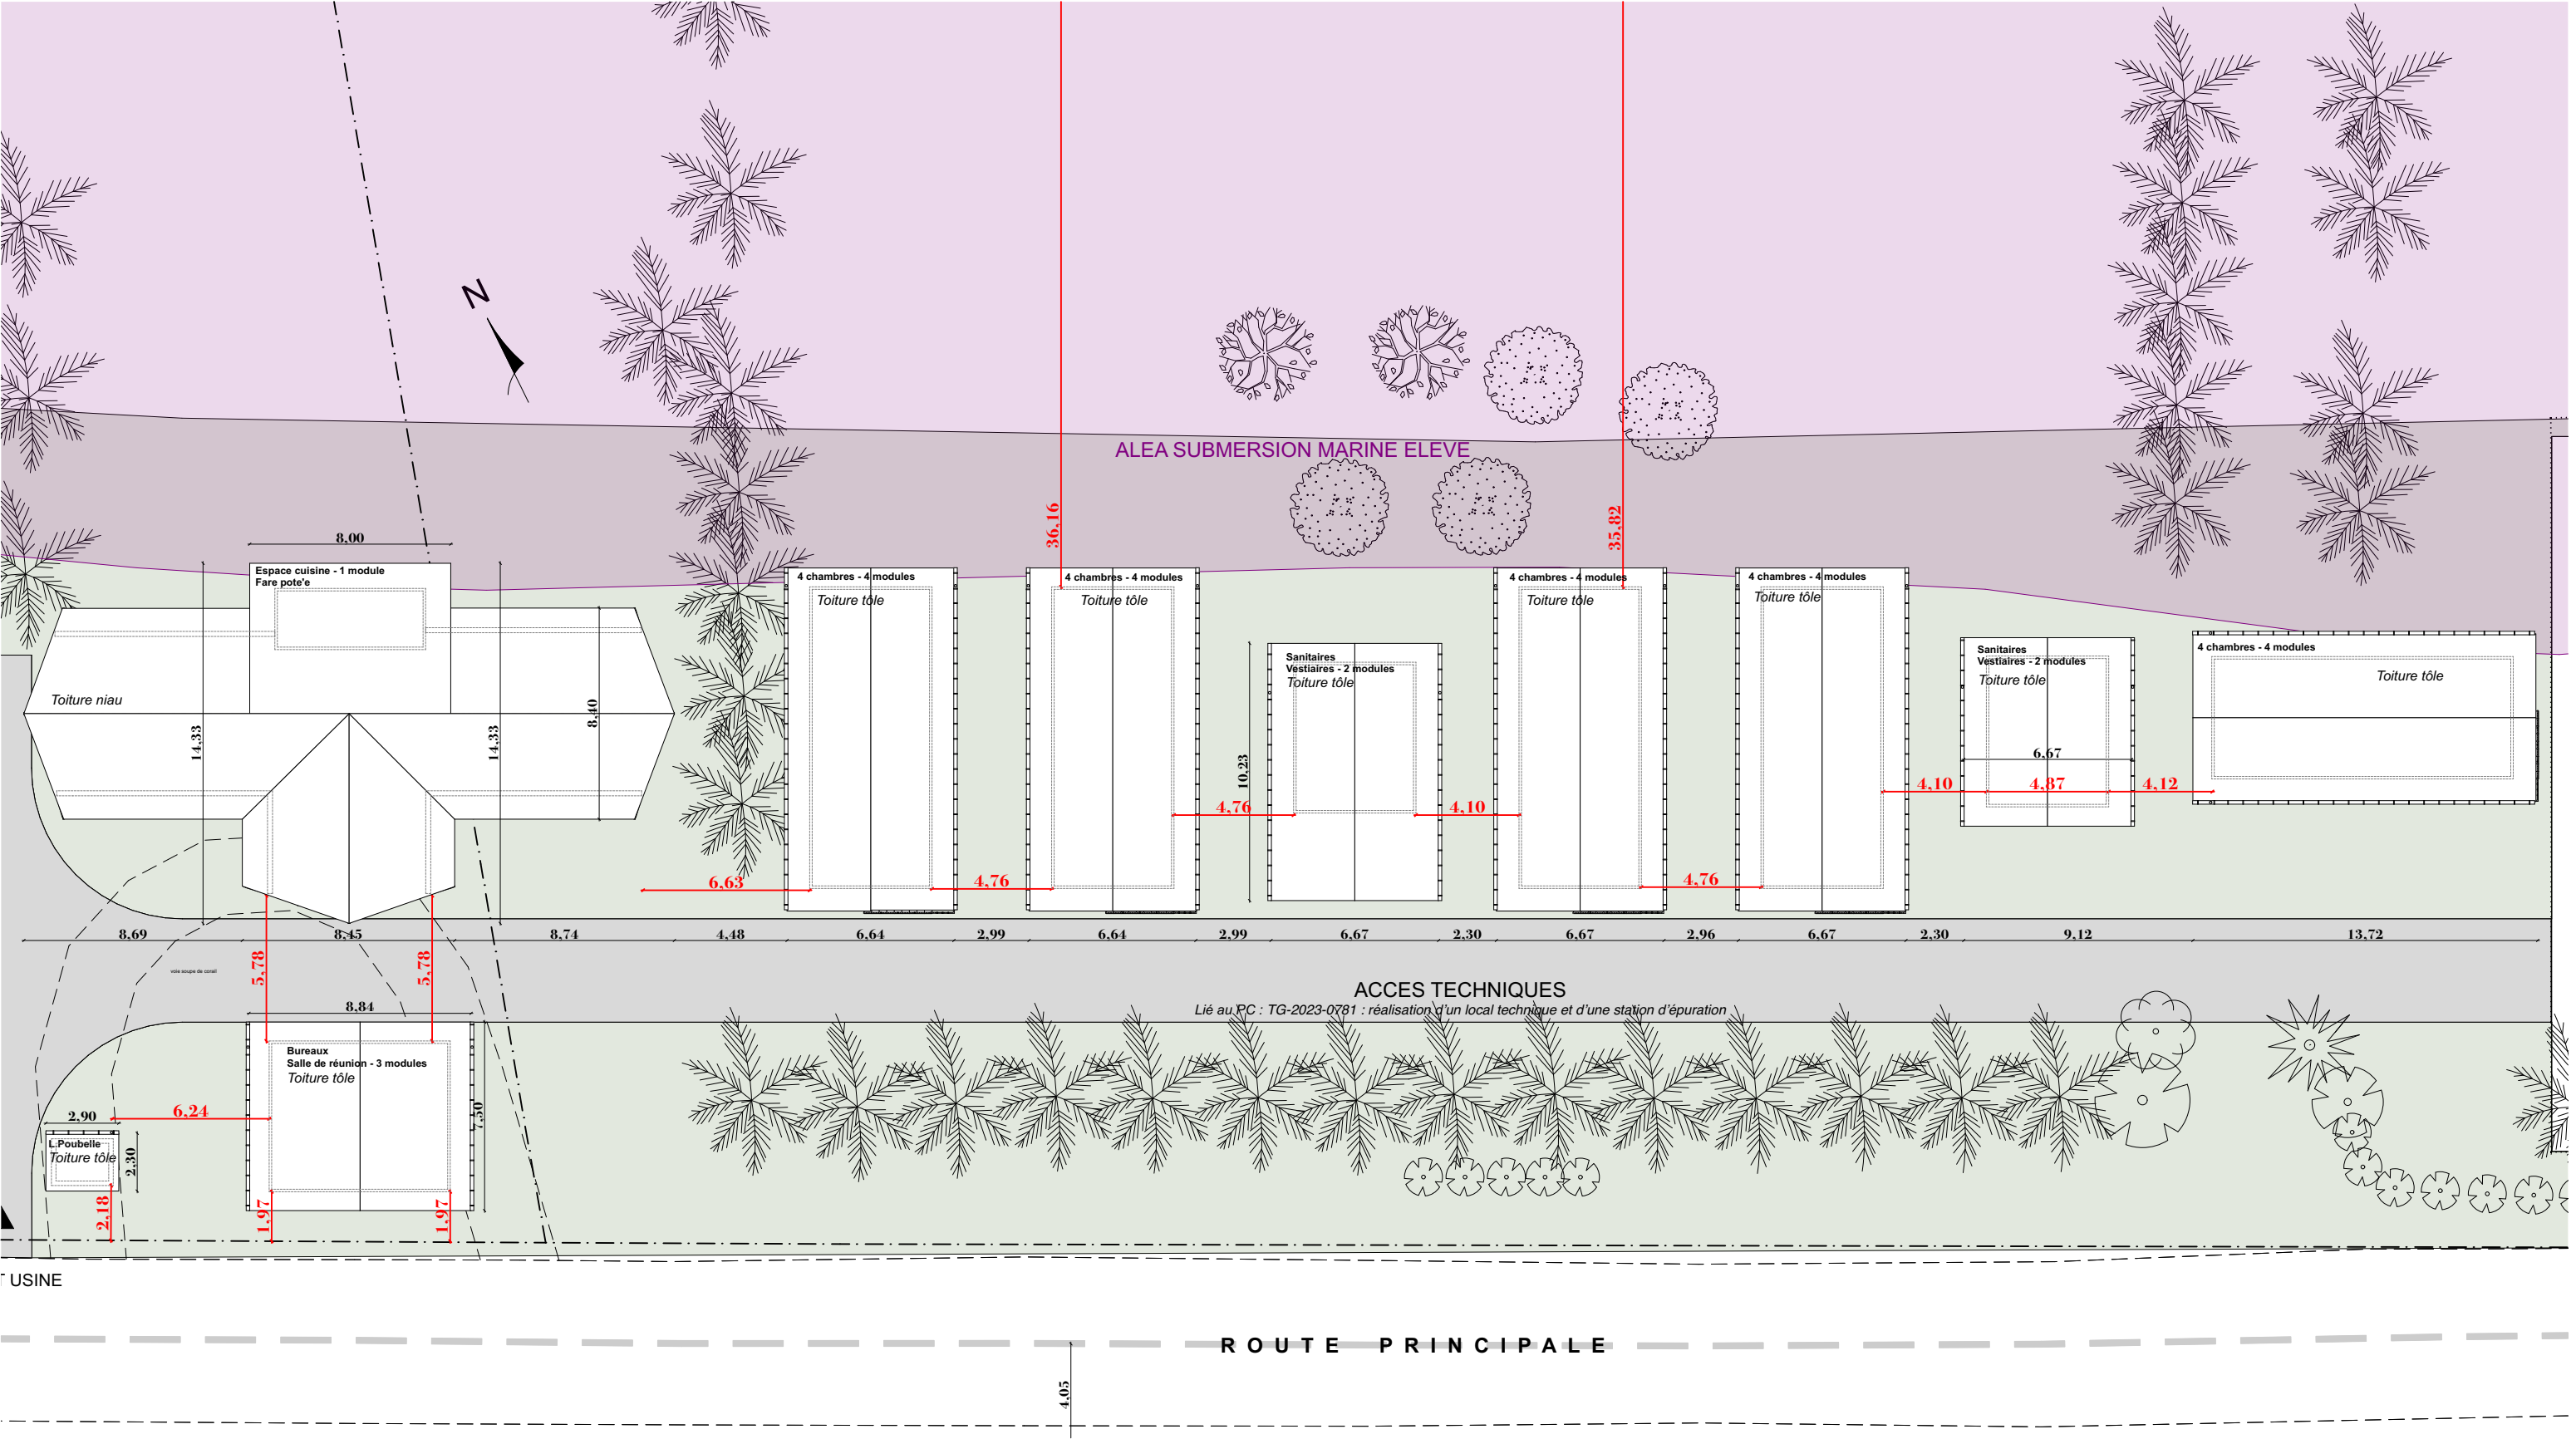 N
ALEA SUBMERSION MARINE ELEVE
36,16
35,82
8,00
Espace cuisine - 1 module
Fare pote'e
4 chambres - 4 modules
Toiture tôle
4 chambres - 4 modules
Toiture tôle
4 chambres - 4 modules
Toiture tôle
4 chambres - 4 modules
Toiture tôle
Sanitaires
Vestiaires - 2 modules
Toiture tôle
Sanitaires
Vestiaires - 2 modules
Toiture tôle
4 chambres - 4 modules
Toiture tôle
Toiture niau
14,33
14,33
8,40
10,23
6,67
4,10
4,87
4,12
4,76
4,10
6,63
4,76
4,76
8,69
8,45
8,74
4,48
6,64
2,99
6,64
2,99
6,67
2,30
6,67
2,96
6,67
2,30
9,12
13,72
5,78
5,78
voie soupe de corail
ACCES TECHNIQUES
Lié au PC : TG-2023-0781 : réalisation d'un local technique et d'une station d'épuration
8,84
Bureaux
Salle de réunion - 3 modules
Toiture tôle
7,50
2,90
6,24
L.Poubelle
Toiture tôle
2,30
2,18
1,97
1,97
T USINE
ROUTE PRINCIPALE
4,05